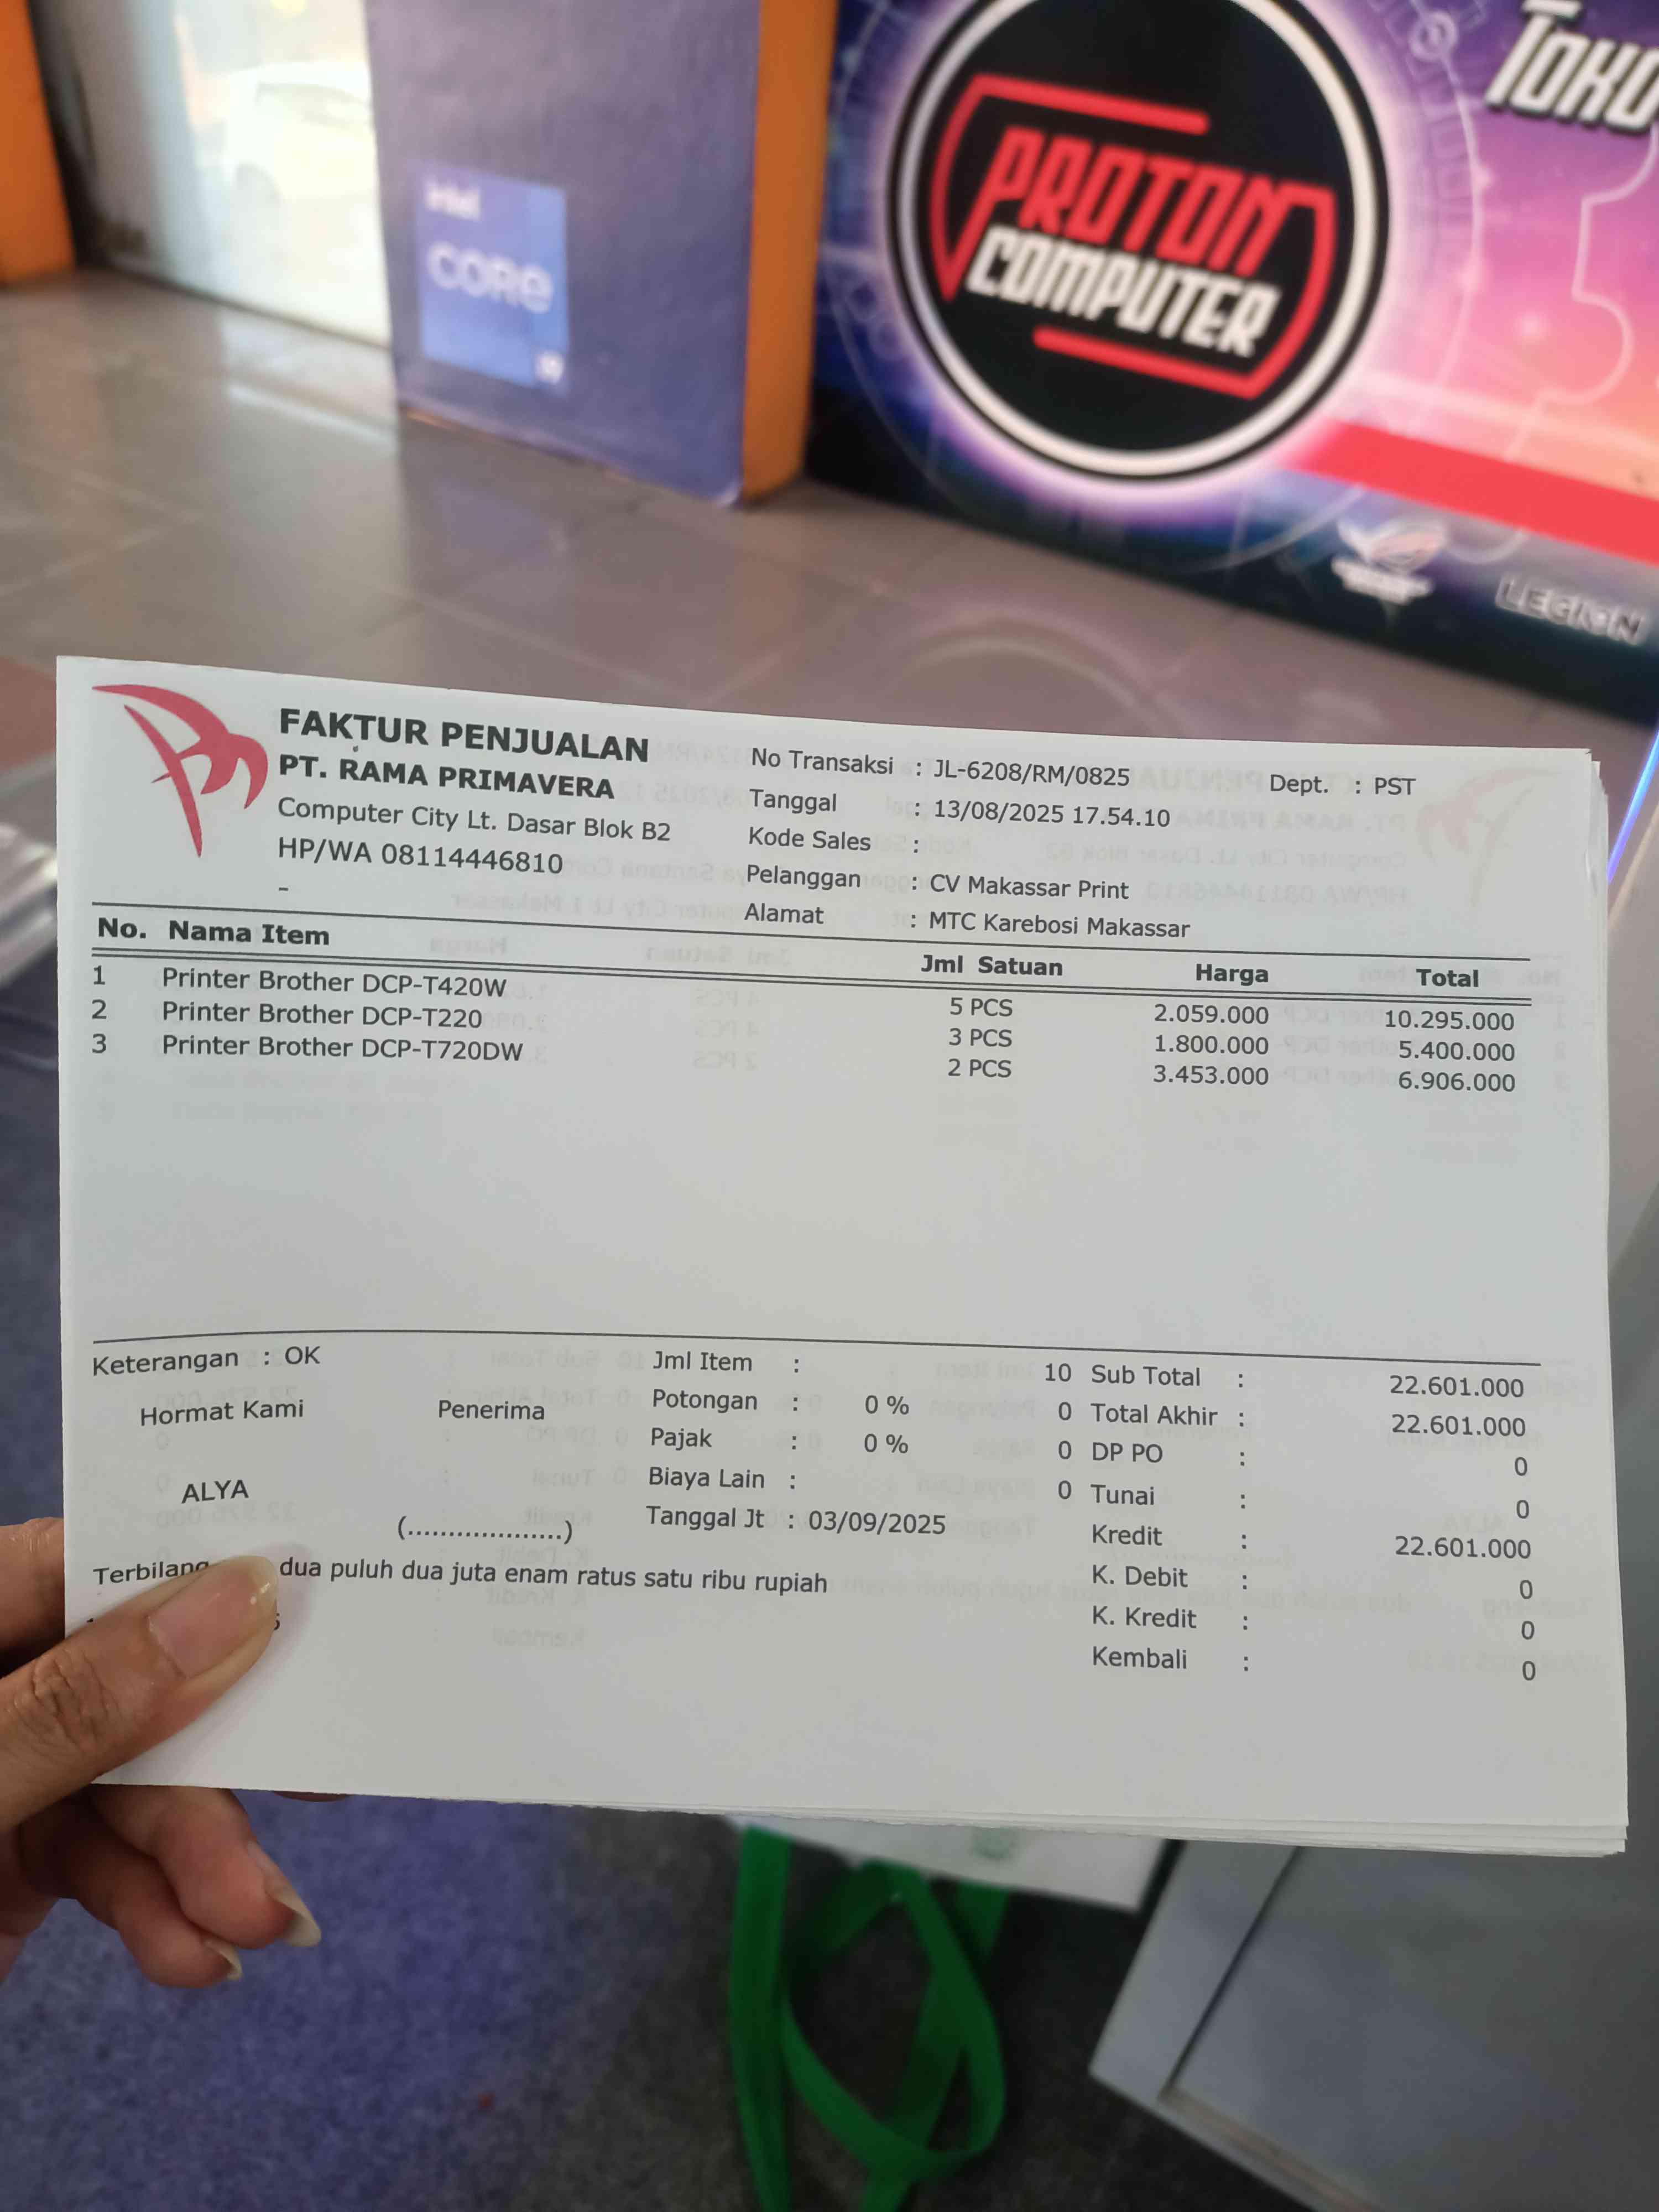 intel
CORE
i9
TOKO
PROTON
COMPUTER
LEGION
FAKTUR PENJUALAN
PT. RAMA PRIMAVERA
Computer City Lt. Dasar Blok B2
HP/WA 08114446810
-
No Transaksi : JL-6208/RM/0825 Dept. : PST
Tanggal : 13/08/2025 17.54.10
Kode Sales :
Pelanggan : CV Makassar Print
Alamat : MTC Karebosi Makassar
No. Nama Item Jml Satuan Harga Total
1 Printer Brother DCP-T420W 5 PCS 2.059.000 10.295.000
2 Printer Brother DCP-T220 3 PCS 1.800.000 5.400.000
3 Printer Brother DCP-T720DW 2 PCS 3.453.000 6.906.000
Keterangan : OK
Hormat Kami Penerima
ALYA
(...................)
Jml Item : 10
Potongan : 0 % 0
Pajak : 0 % 0
Biaya Lain : 0
Tanggal Jt : 03/09/2025
Sub Total : 22.601.000
Total Akhir : 22.601.000
DP PO : 0
Tunai : 0
Kredit : 22.601.000
K. Debit : 0
K. Kredit : 0
Kembali : 0
Terbilang dua puluh dua juta enam ratus satu ribu rupiah